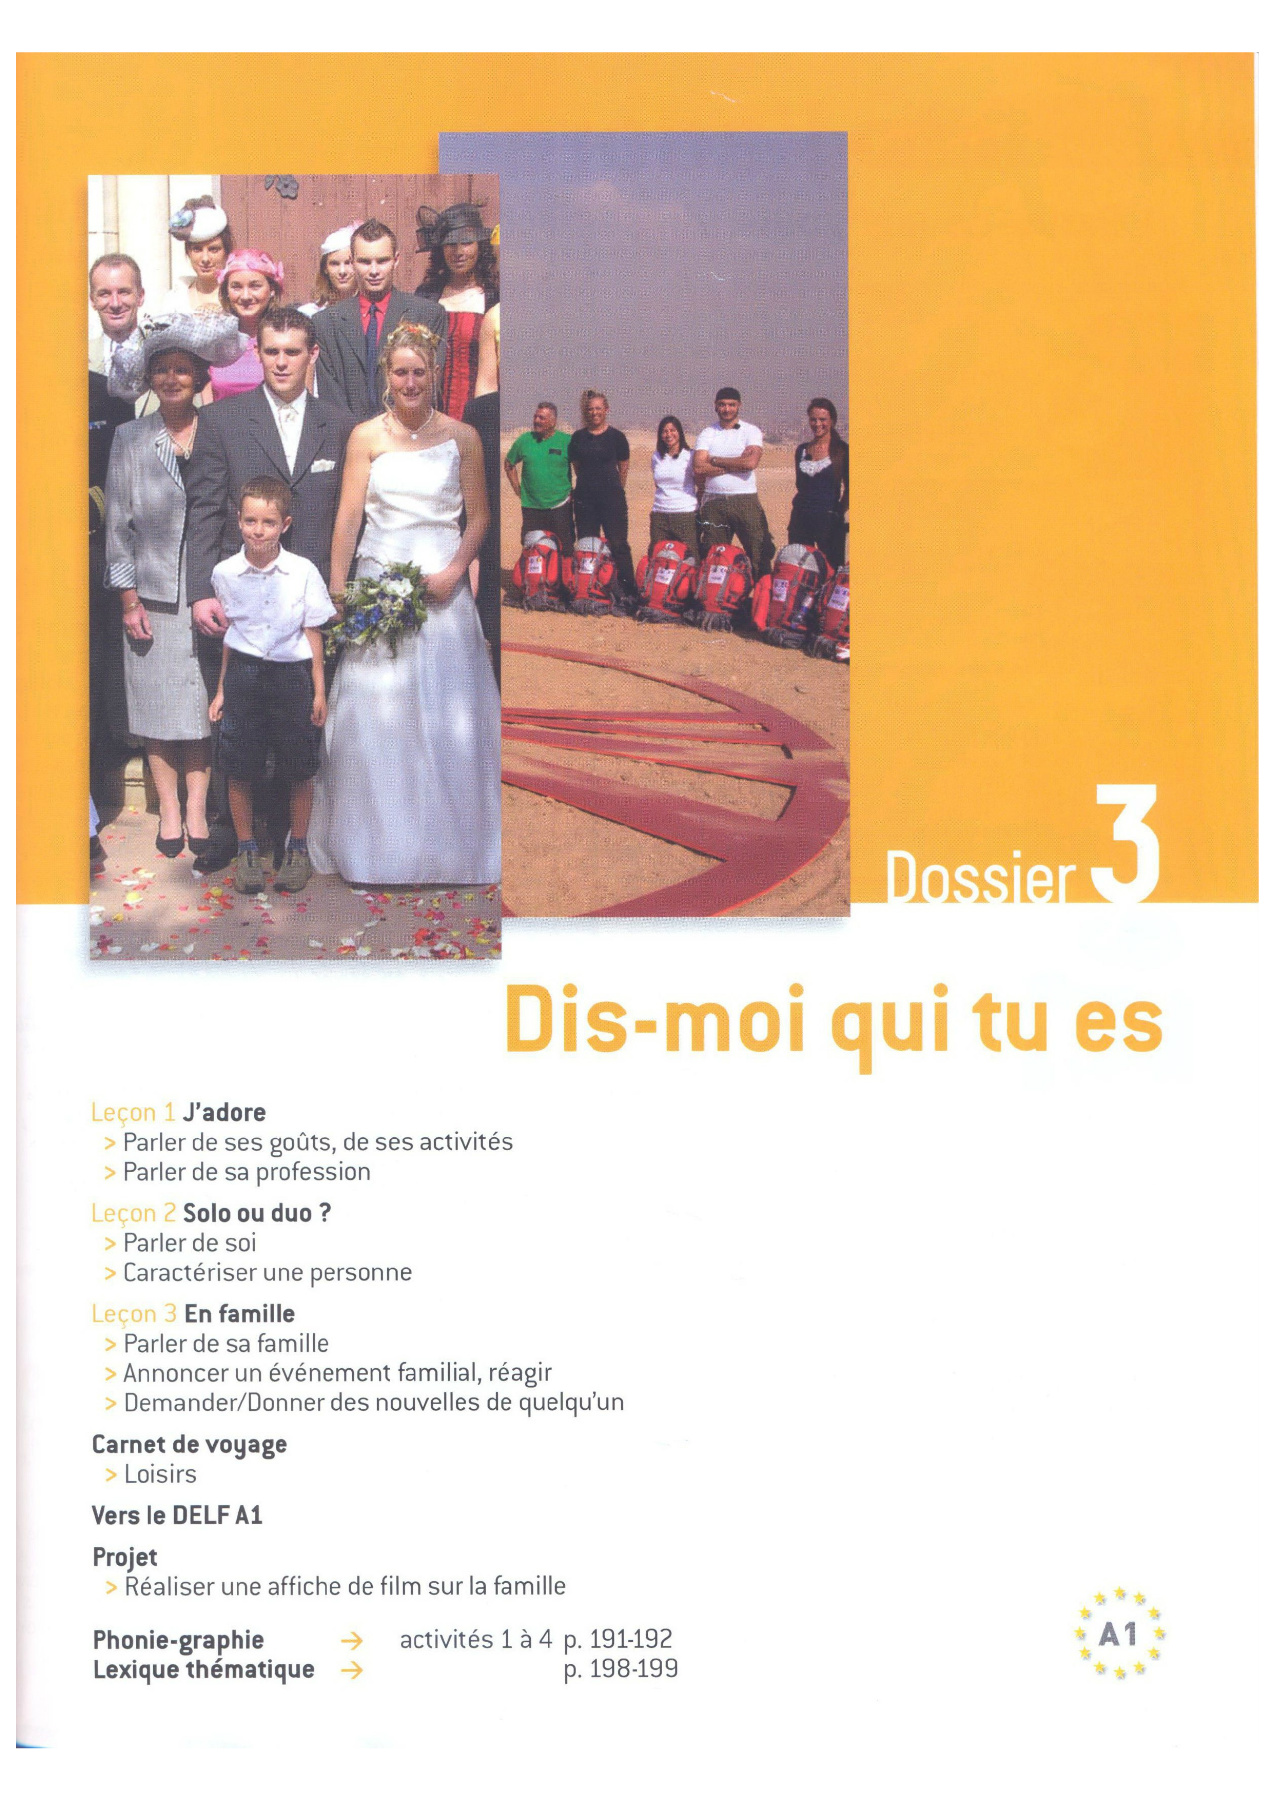 Dossier 3
Dis-moi qui tu es
Leçon 1 J'adore
> Parler de ses goûts, de ses activités
> Parler de sa profession
Leçon 2 Solo ou duo ?
> Parler de soi
> Caractériser une personne
Leçon 3 En famille
> Parler de sa famille
> Annoncer un événement familial, réagir
> Demander/Donner des nouvelles de quelqu'un
Carnet de voyage
> Loisirs
Vers le DELF A1
Projet
> Réaliser une affiche de film sur la famille
Phonie-graphie → activités 1 à 4 p. 191-192
Lexique thématique → p. 198-199
A1